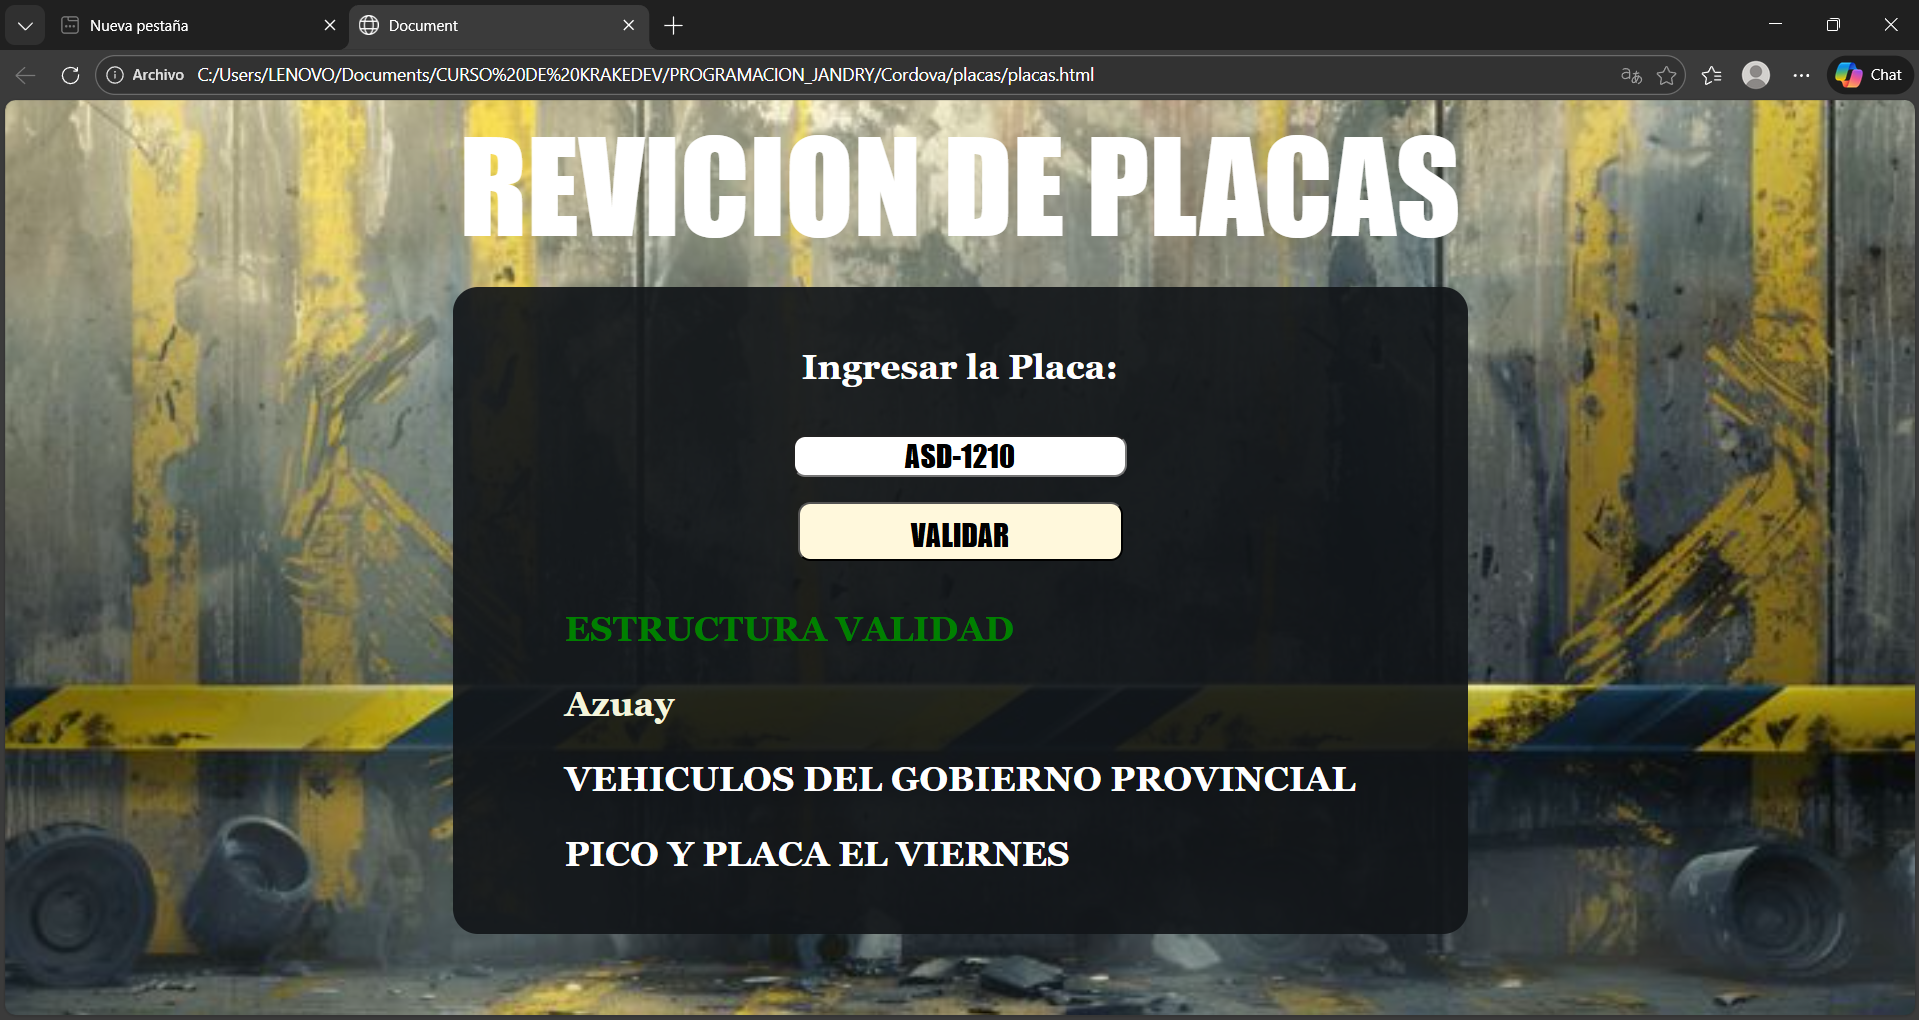 Nueva pestaña
Document
Archivo C:/Users/LENOVO/Documents/CURSO%20DE%20KRAKEDEV/PROGRAMACION_JANDRY/Cordova/placas/placas.html
Chat
REVICION DE PLACAS
Ingresar la Placa:
ASD-1210
VALIDAR
ESTRUCTURA VALIDAD
Azuay
VEHICULOS DEL GOBIERNO PROVINCIAL
PICO Y PLACA EL VIERNES